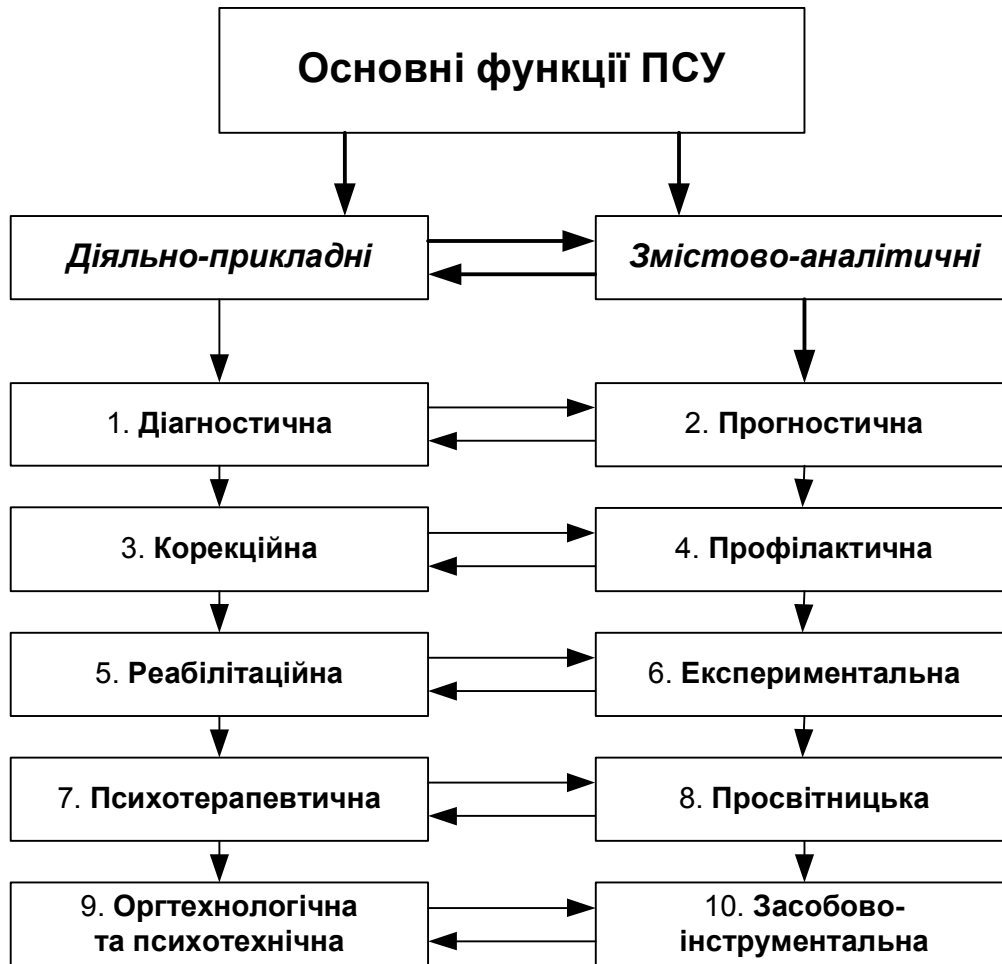 Основні функції ПСУ
Діяльно-прикладні
Змістово-аналітичні
1. Діагностична
2. Прогностична
3. Корекційна
4. Профілактична
5. Реабілітаційна
6. Експериментальна
7. Психотерапевтична
8. Просвітницька
9. Оргтехнологічна
та психотехнічна
10. Засобово-
інструментальна